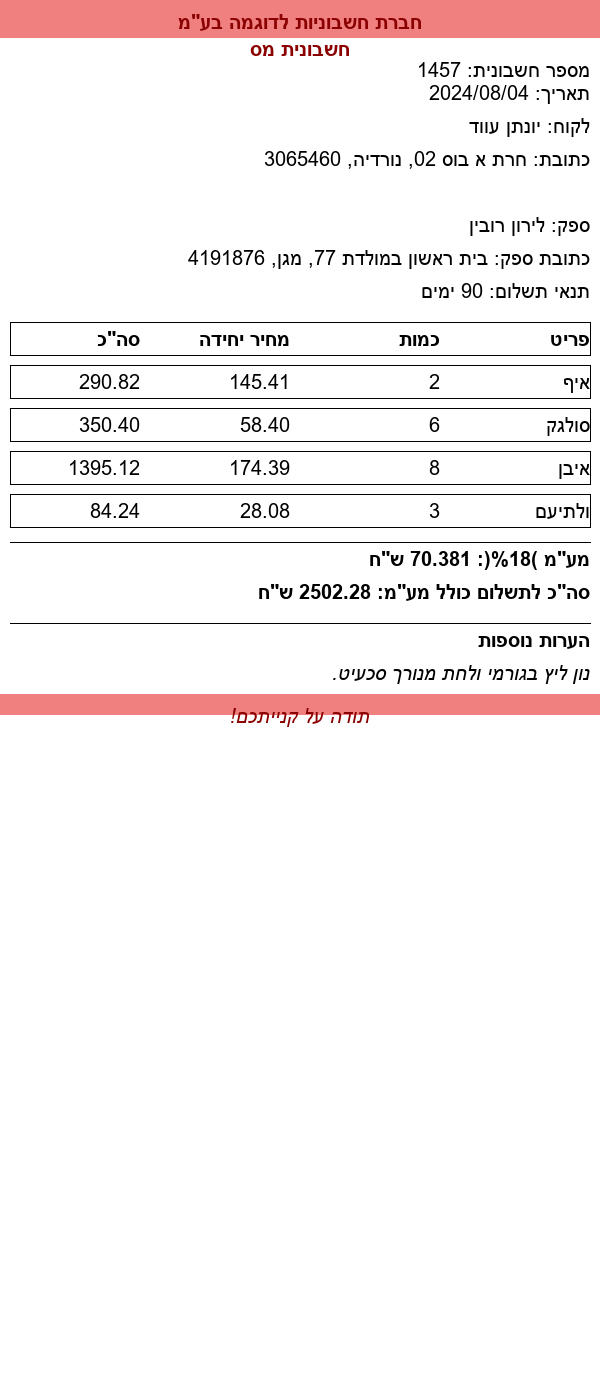 חברת חשבוניות לדוגמה בע"מ
חשבונית מס
מספר חשבונית: 1457
תאריך: 2024/08/04
לקוח: יונתן עווד
כתובת: חרת א בוס 02, נורדיה, 3065460
ספק: לירון רובין
כתובת ספק: בית ראשון במולדת 77, מגן, 4191876
תנאי תשלום: 90 ימים
פריט כמות מחיר יחידה סה"כ
איף 2 145.41 290.82
סולגק 6 58.40 350.40
איבן 8 174.39 1395.12
ולתיעם 3 28.08 84.24
מע"מ )18%(: 70.381 ש"ח
סה"כ לתשלום כולל מע"מ: 2502.28 ש"ח
הערות נוספות
נון ליץ בגורמי ולחת מנורך סכעיט.
תודה על קנייתכם!